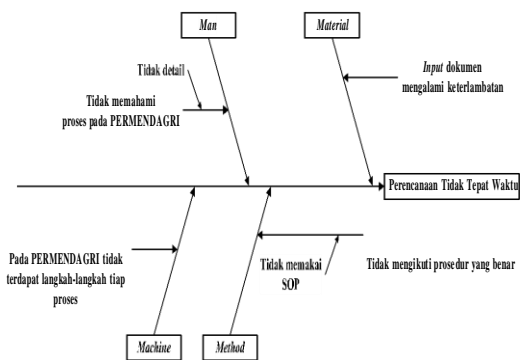 Man
Material
Tidak detail
Tidak memahami
proses pada PERMENDAGRI
Input dokumen
mengalami keterlambatan
Perencanaan Tidak Tepat Waktu
Pada PERMENDAGRI tidak
terdapat langkah-langkah tiap
proses
Tidak memakai
SOP
Tidak mengikuti prosedur yang benar
Machine
Method